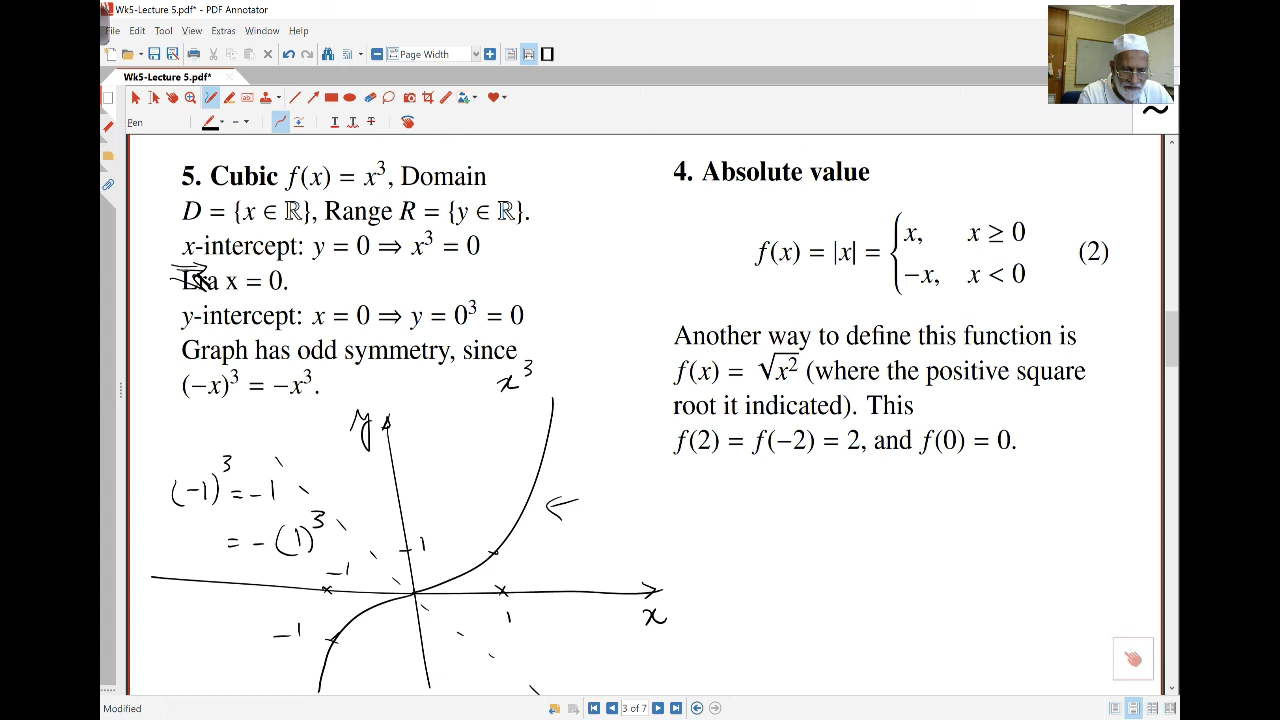 Wk5-Lecture 5.pdf* - PDF Annotator
File Edit Tool View Extras Window Help
Page Width
Wk5-Lecture 5.pdf*
Pen
5. Cubic f(x) = x³, Domain
D = {x ∈ ℝ}, Range R = {y ∈ ℝ}.
x-intercept: y = 0 ⇒ x³ = 0
x = 0.
y-intercept: x = 0 ⇒ y = 0³ = 0
Graph has odd symmetry, since
(−x)³ = −x³.
x³
y
(-1)³ = -1
= -(1)³
1
-1
1
x
-1
4. Absolute value
f(x) = |x| = { x, x ≥ 0
−x, x < 0
(2)
Another way to define this function is
f(x) = √x² (where the positive square
root it indicated). This
f(2) = f(−2) = 2, and f(0) = 0.
~
Modified
3 of 7